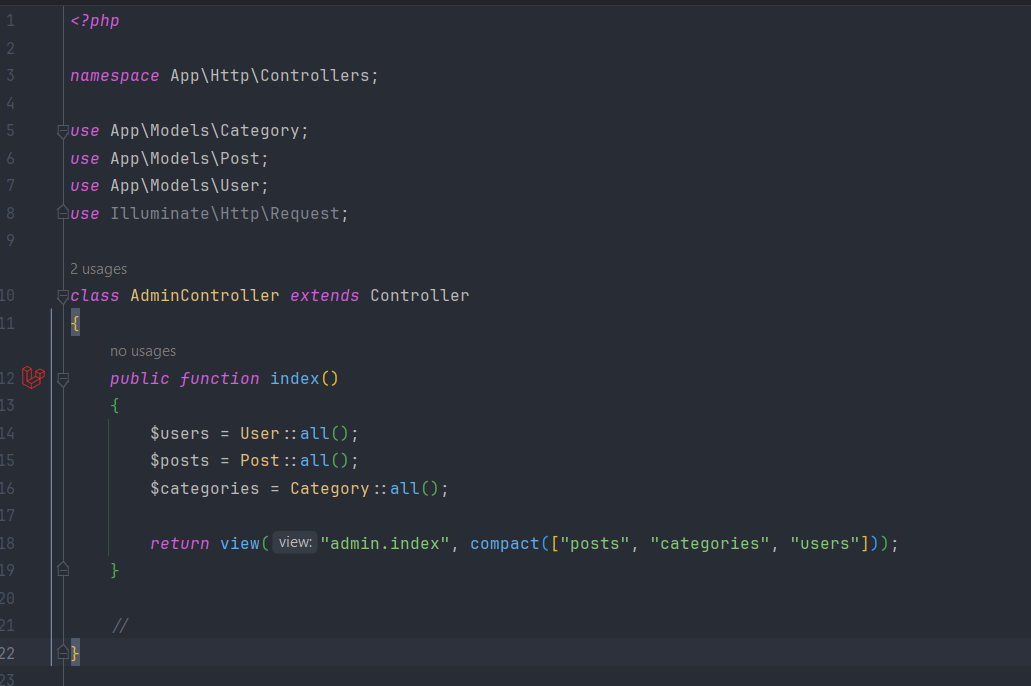 1 <?php
2
3 namespace App\Http\Controllers;
4
5 use App\Models\Category;
6 use App\Models\Post;
7 use App\Models\User;
8 use Illuminate\Http\Request;
9
2 usages
10 class AdminController extends Controller
11 {
no usages
12 public function index()
13 {
14 $users = User::all();
15 $posts = Post::all();
16 $categories = Category::all();
17
18 return view( view: "admin.index", compact(["posts", "categories", "users"]));
19 }
20
21 //
22 }
23